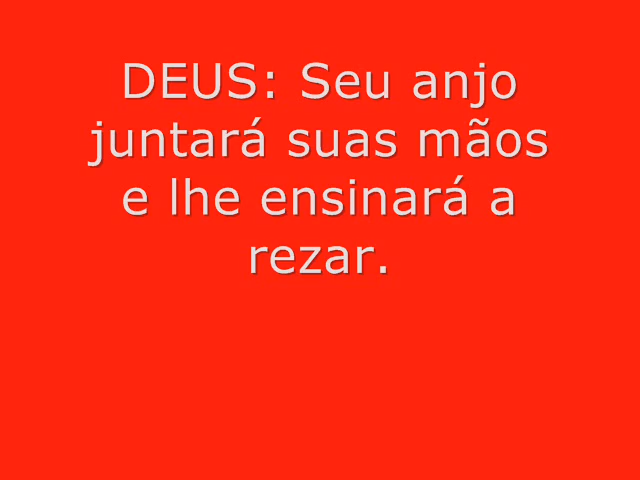 DEUS: Seu anjo
juntará suas mãos
e lhe ensinará a
rezar.